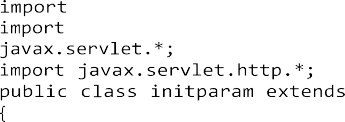 import
import
javax.servlet.*;
import javax.servlet.http.*;
public class initparam extends
{